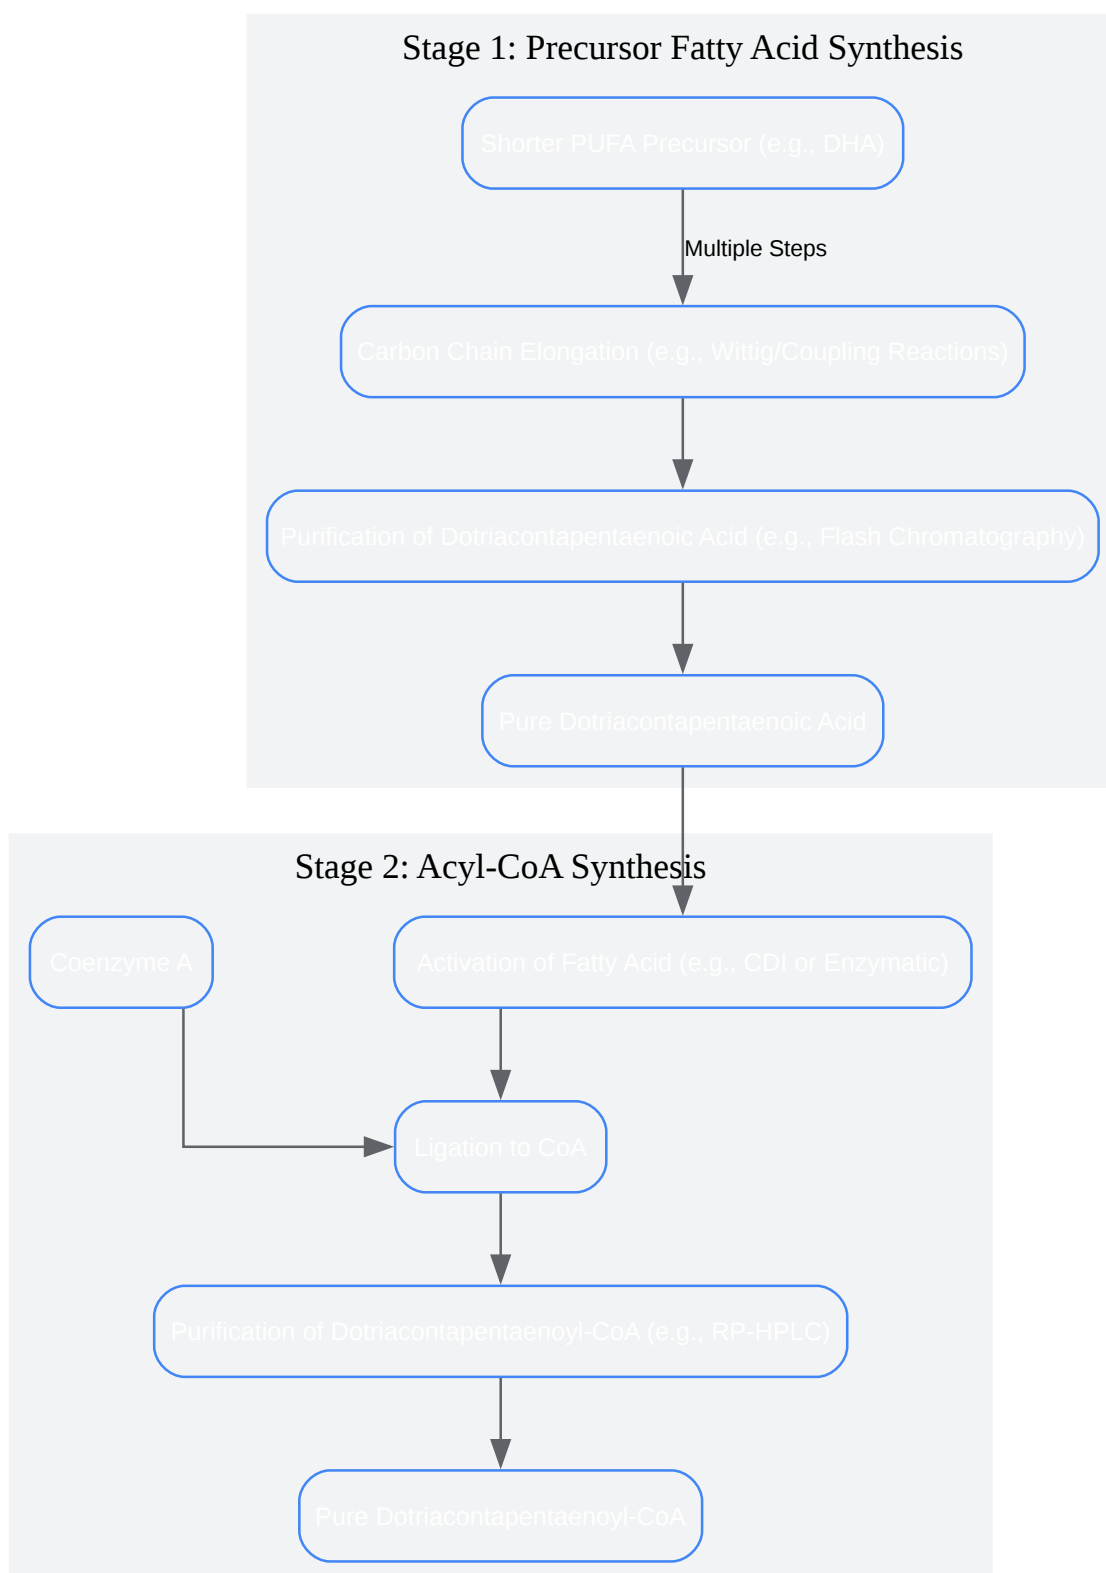 Stage 1: Precursor Fatty Acid Synthesis
Shorter PUFA Precursor (e.g., DHA)
Multiple Steps
Carbon Chain Elongation (e.g., Wittig/Coupling Reactions)
Purification of Dotriacontapentaenoic Acid (e.g., Flash Chromatography)
Pure Dotriacontapentaenoic Acid
Stage 2: Acyl-CoA Synthesis
Coenzyme A
Activation of Fatty Acid (e.g., CDI or Enzymatic)
Ligation to CoA
Purification of Dotriacontapentaenoyl-CoA (e.g., RP-HPLC)
Pure Dotriacontapentaenoyl-CoA